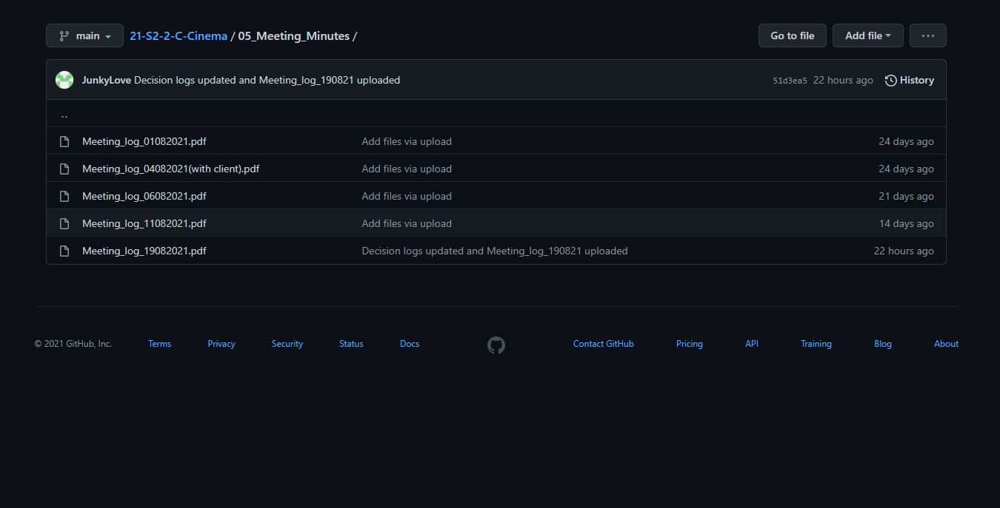 main 21-S2-2-C-Cinema / 05_Meeting_Minutes / Go to file Add file ...
JunkyLove Decision logs updated and Meeting_log_190821 uploaded 51d3ea5 22 hours ago History
..
Meeting_log_01082021.pdf Add files via upload 24 days ago
Meeting_log_04082021(with client).pdf Add files via upload 24 days ago
Meeting_log_06082021.pdf Add files via upload 21 days ago
Meeting_log_11082021.pdf Add files via upload 14 days ago
Meeting_log_19082021.pdf Decision logs updated and Meeting_log_190821 uploaded 22 hours ago
© 2021 GitHub, Inc. Terms Privacy Security Status Docs Contact GitHub Pricing API Training Blog About